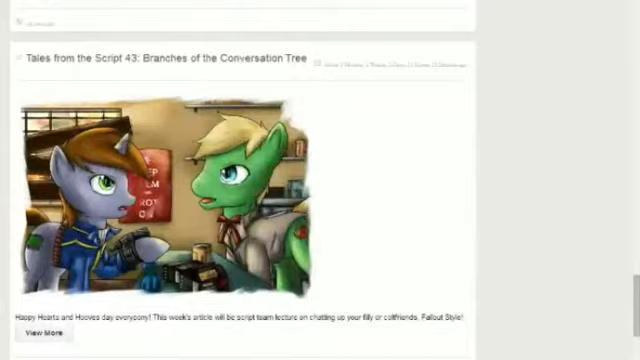 Tales from the Script 43: Branches of the Conversation Tree
Happy Hearts and Hooves day everypony! This week's article will be script team lecture on chatting up your filly or coltfriends, Fallout Style!
View More